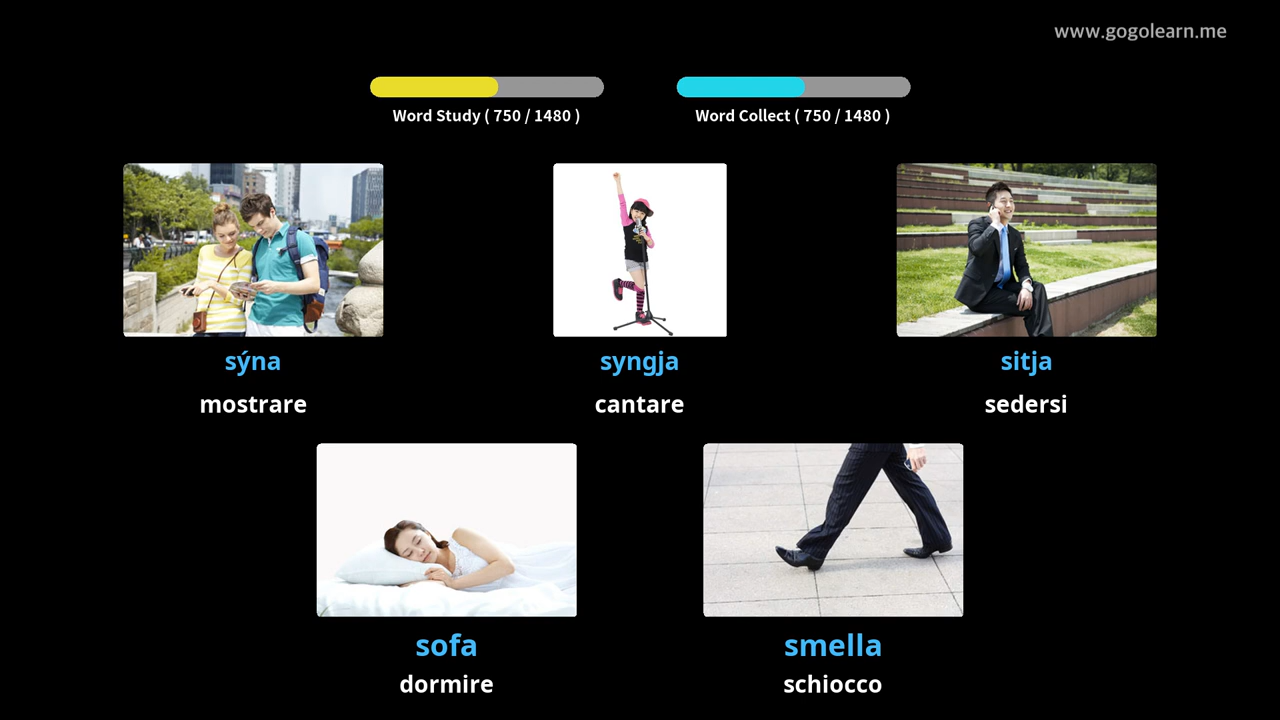 www.gogolearn.me
Word Study ( 750 / 1480 )
Word Collect ( 750 / 1480 )
sýna
mostrare
syngja
cantare
sitja
sedersi
sofa
dormire
smella
schiocco